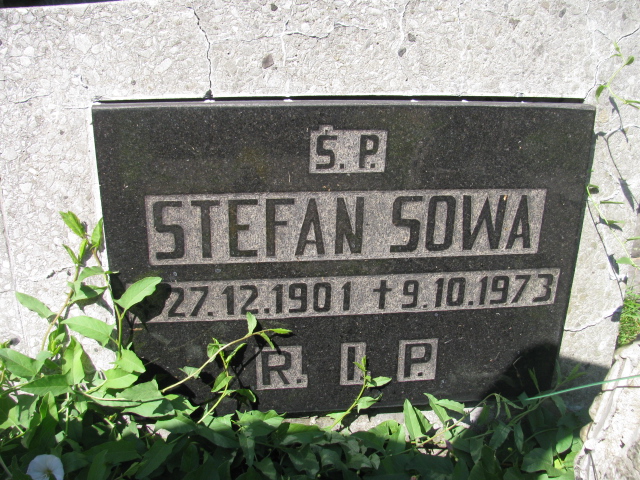 Ś.P.
STEFAN SOWA
*27.12.1901 †9.10.1973
R.I.P.